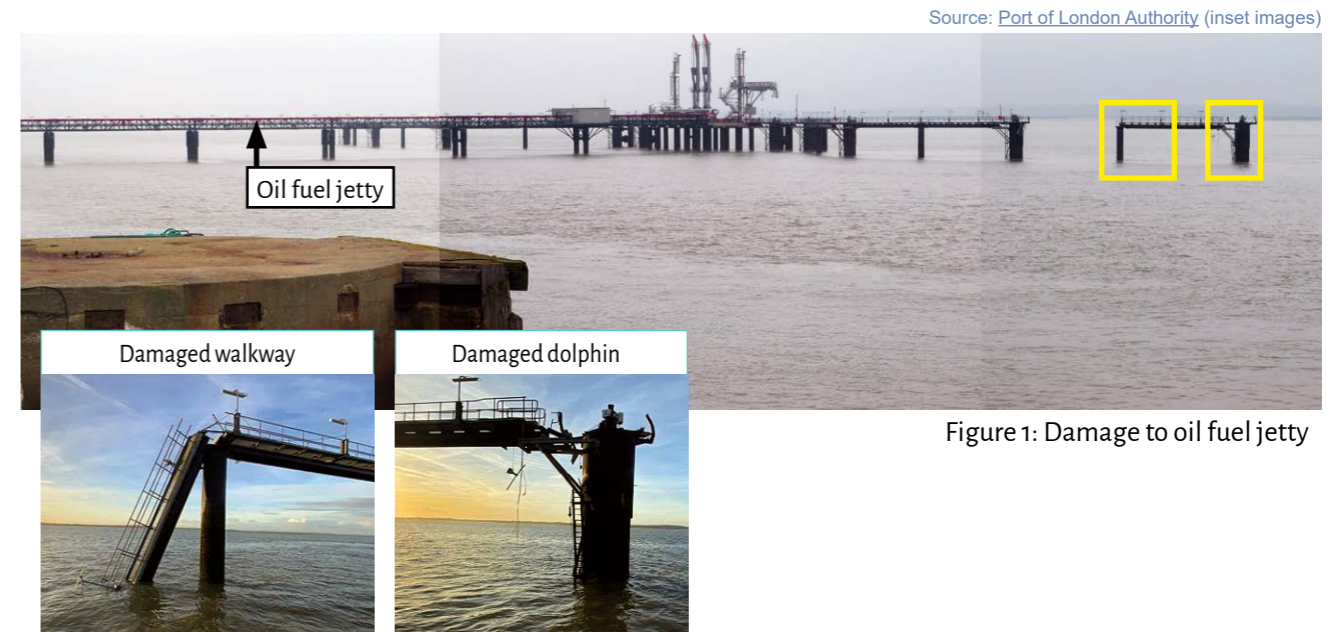 Source: Port of London Authority (inset images)
Oil fuel jetty
Damaged walkway
Damaged dolphin
Figure 1: Damage to oil fuel jetty